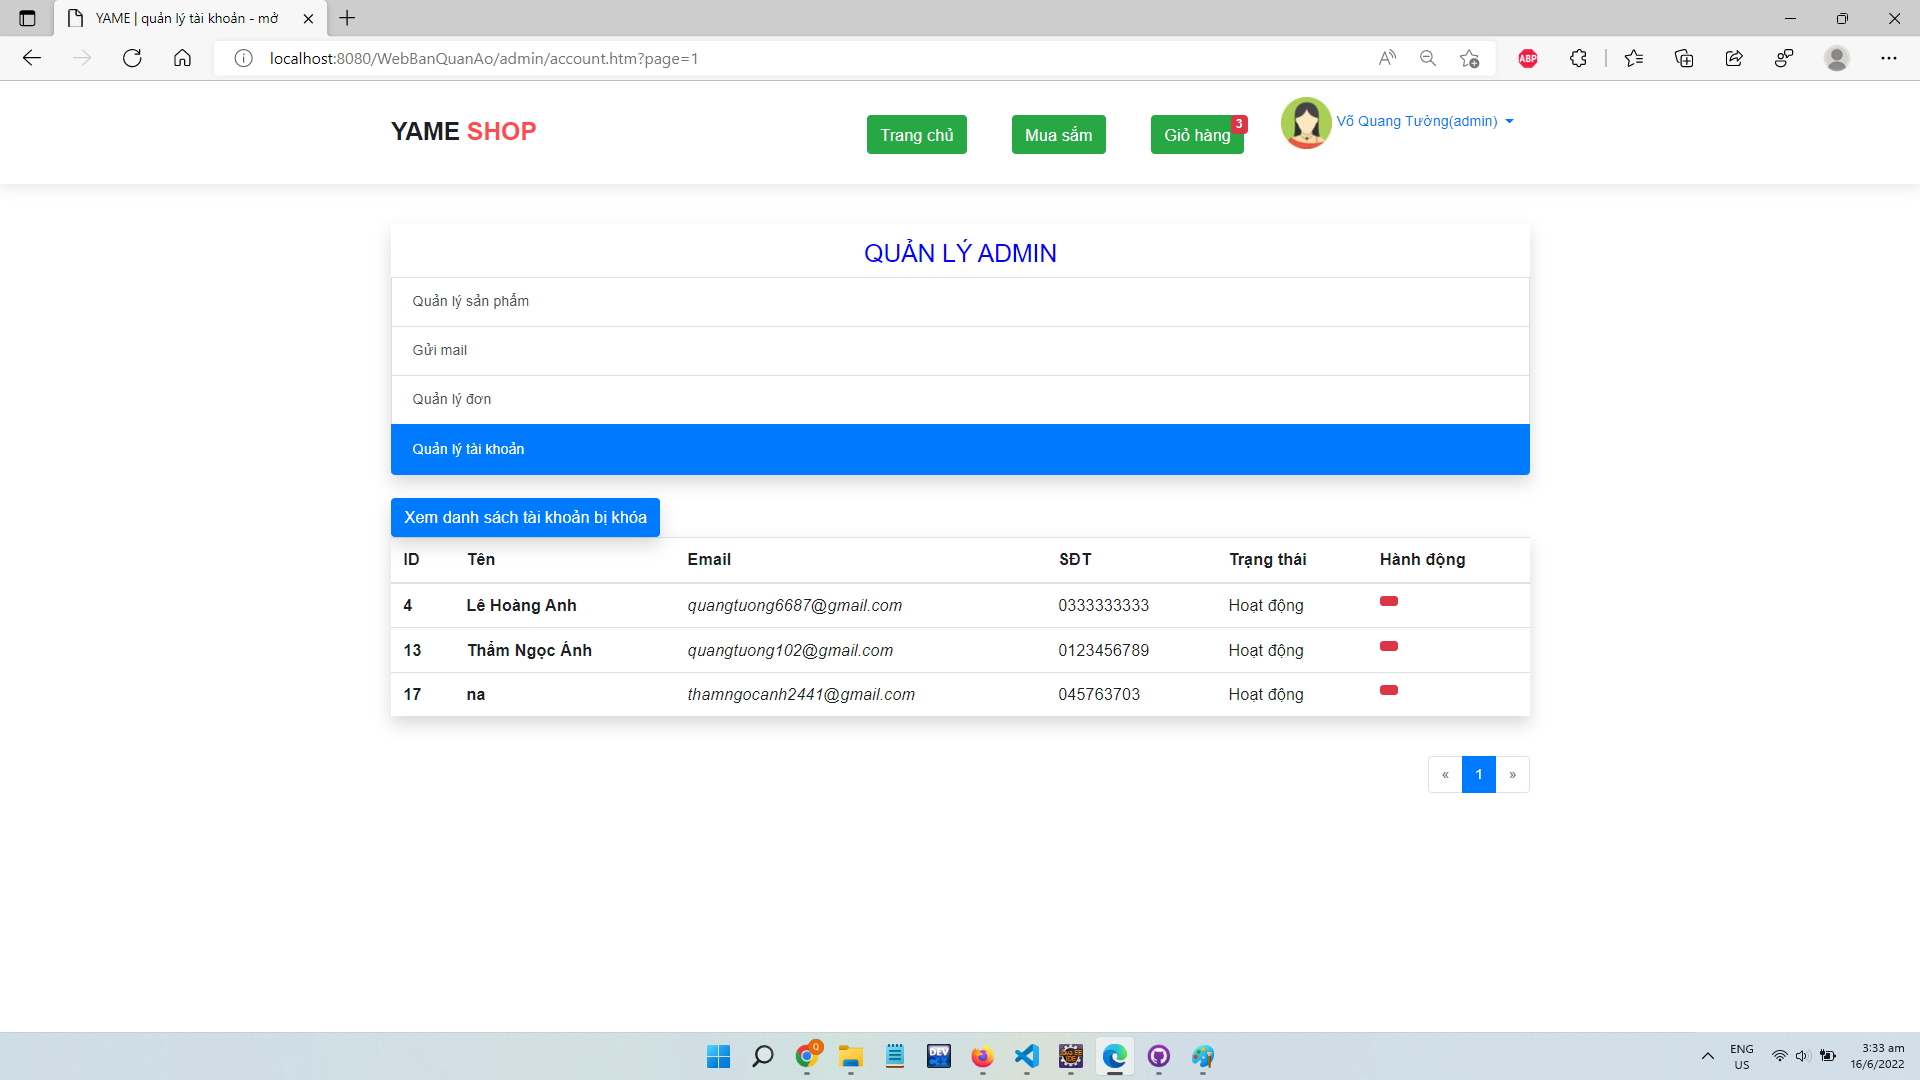 YAME | quản lý tài khoản - mở
localhost:8080/WebBanQuanAo/admin/account.htm?page=1
ABP
YAME SHOP
Trang chủ
Mua sắm
Giỏ hàng
3
Võ Quang Tường(admin)
QUẢN LÝ ADMIN
Quản lý sản phẩm
Gửi mail
Quản lý đơn
Quản lý tài khoản
Xem danh sách tài khoản bị khóa
ID Tên Email SĐT Trạng thái Hành động
4 Lê Hoàng Anh quangtuong6687@gmail.com 0333333333 Hoạt động
13 Thẩm Ngọc Ánh quangtuong102@gmail.com 0123456789 Hoạt động
17 na thamngocanh2441@gmail.com 045763703 Hoạt động
« 1 »
Q
DEV
ENG
US
3:33 am
16/6/2022